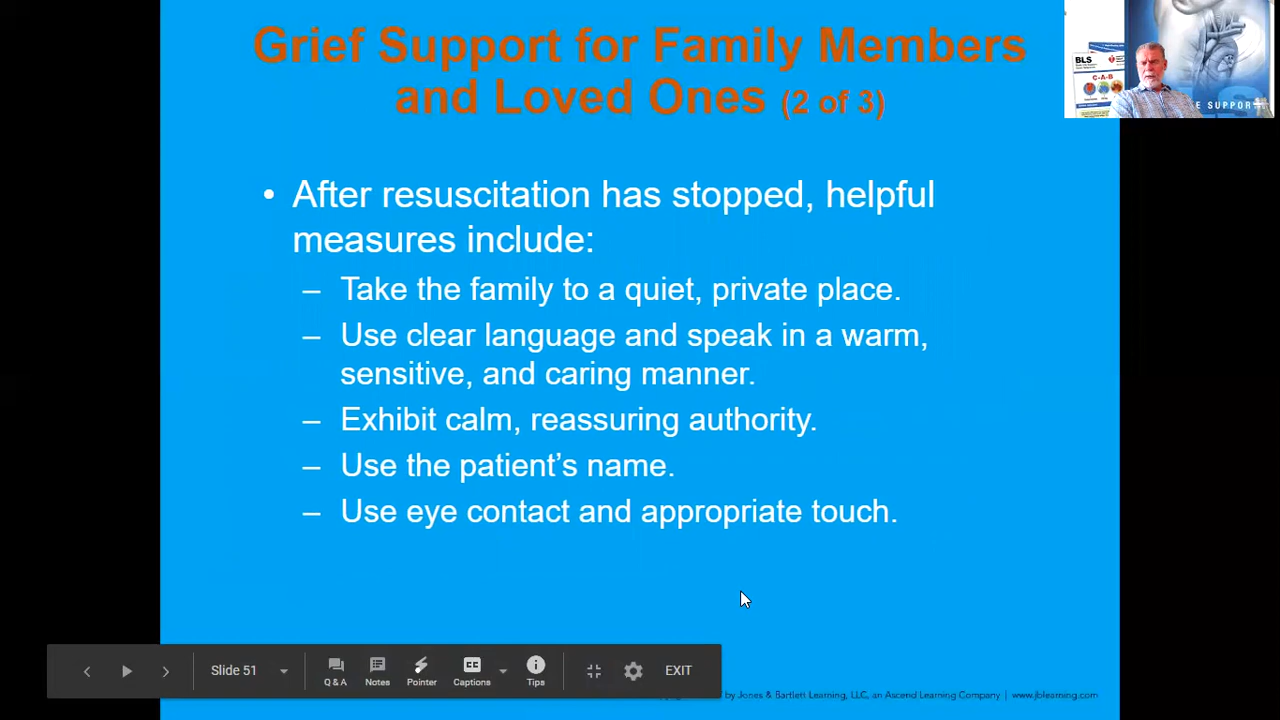 Grief Support for Family Members
and Loved Ones (2 of 3)
BLS
C-A-B
E SUPPORT
• After resuscitation has stopped, helpful
measures include:
– Take the family to a quiet, private place.
– Use clear language and speak in a warm,
sensitive, and caring manner.
– Exhibit calm, reassuring authority.
– Use the patient’s name.
– Use eye contact and appropriate touch.
Slide 51
Q & A
Notes
Pointer
CC
Captions
Tips
EXIT
by Jones & Bartlett Learning, LLC, an Ascend Learning Company | www.jblearning.com